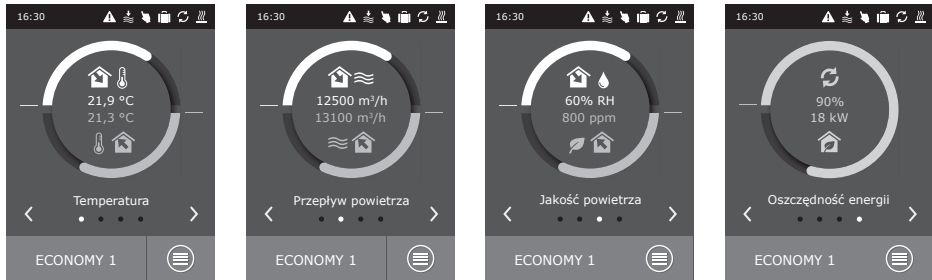 16:30
21,9 °C
21,3 °C
Temperatura
ECONOMY 1
16:30
12500 m³/h
13100 m³/h
Przepływ powietrza
ECONOMY 1
16:30
60% RH
800 ppm
Jakość powietrza
ECONOMY 1
16:30
90%
18 kW
Oszczędność energii
ECONOMY 1